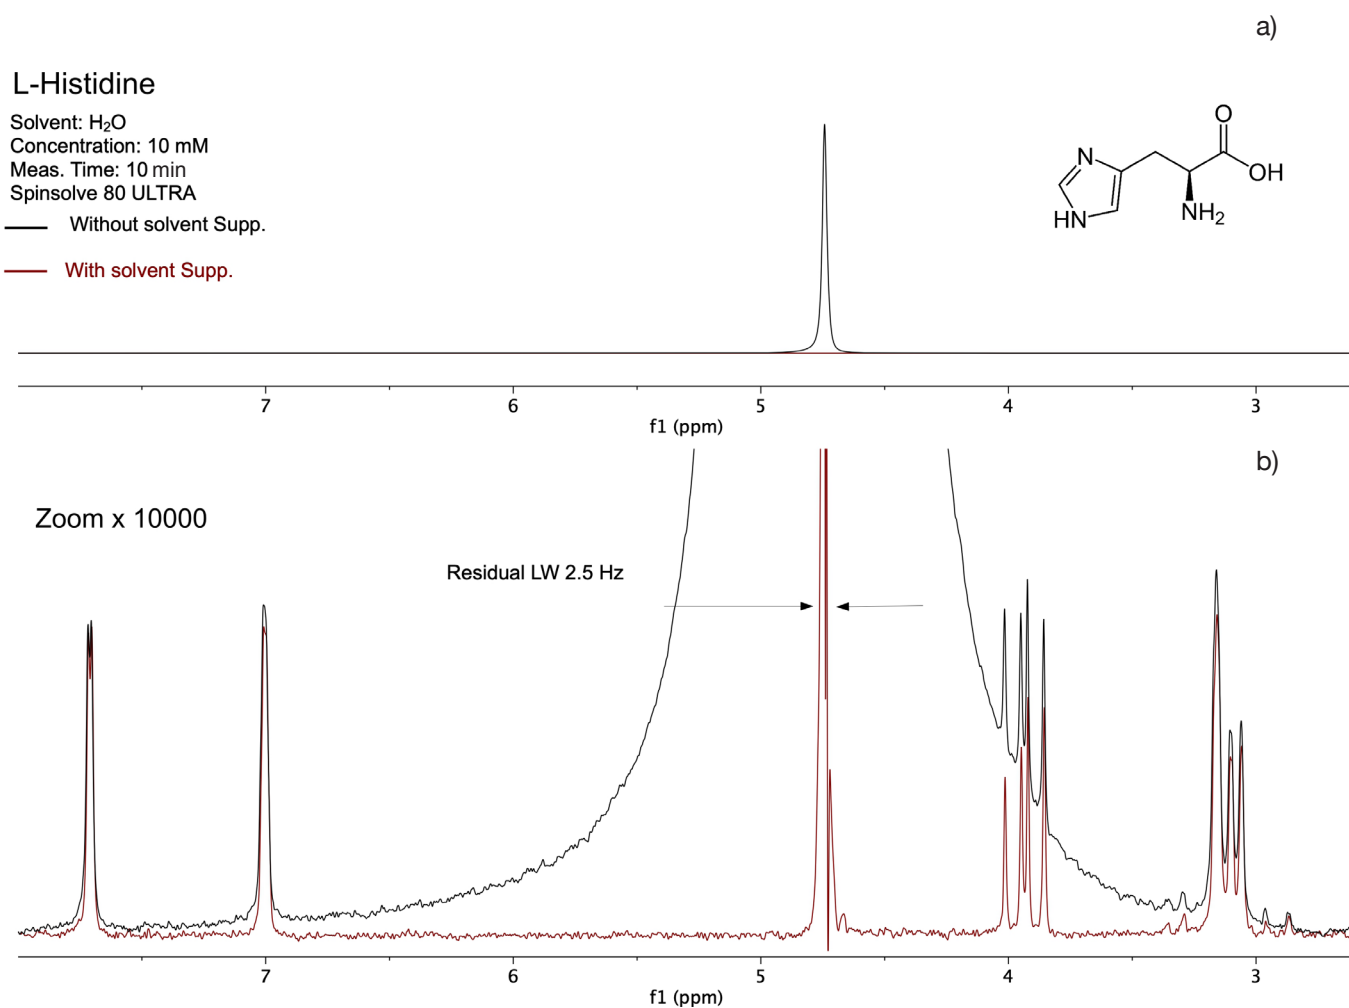 a)
L-Histidine
Solvent: H₂O
Concentration: 10 mM
Meas. Time: 10 min
Spinsolve 80 ULTRA
Without solvent Supp.
With solvent Supp.
O
N
OH
HN
NH₂
7 6 5 4 3
f1 (ppm)
b)
Zoom x 10000
Residual LW 2.5 Hz
7 6 5 4 3
f1 (ppm)